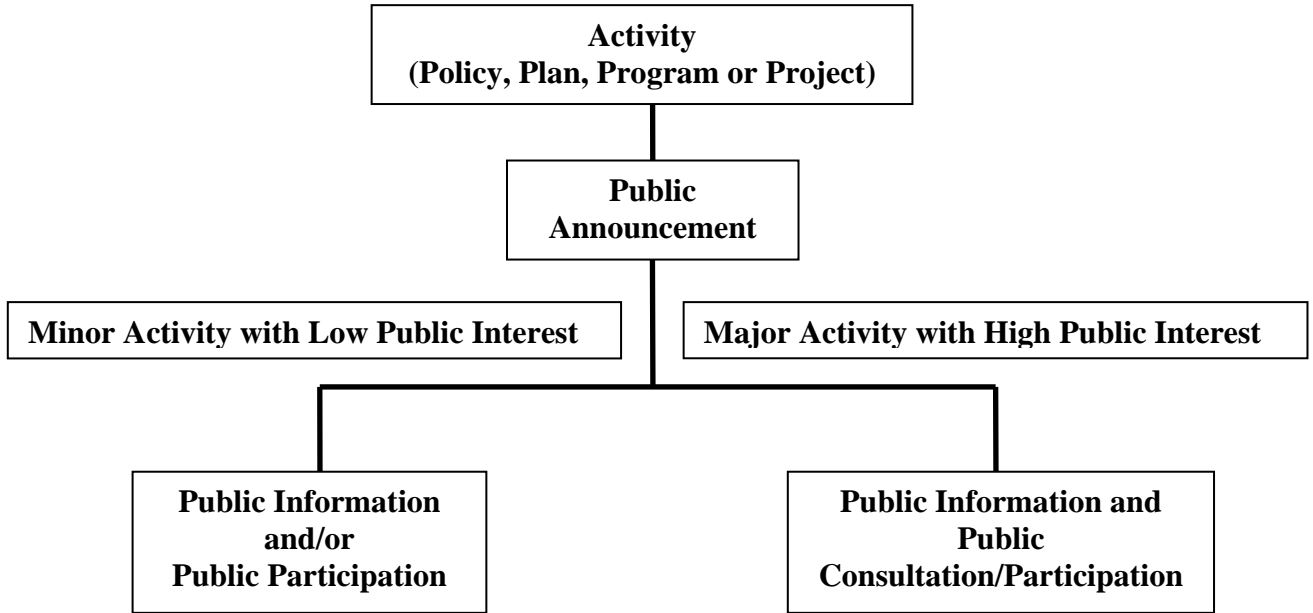 Activity
(Policy, Plan, Program or Project)
Public
Announcement
Minor Activity with Low Public Interest
Major Activity with High Public Interest
Public Information
and/or
Public Participation
Public Information and
Public
Consultation/Participation